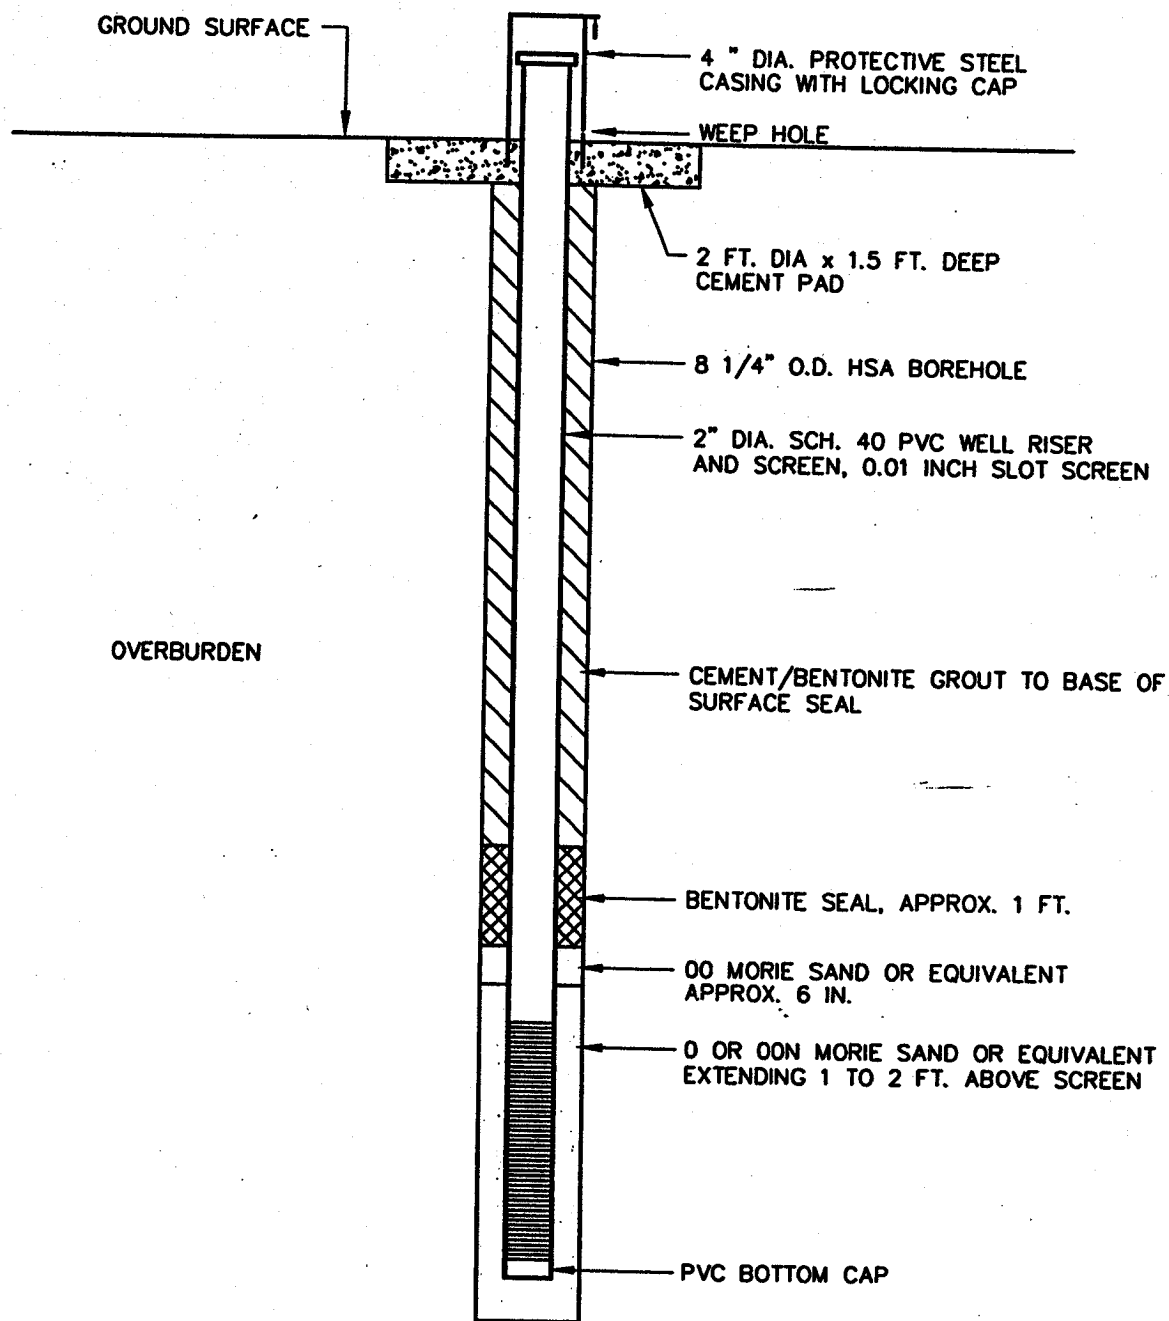 GROUND SURFACE
4 " DIA. PROTECTIVE STEEL
CASING WITH LOCKING CAP
WEEP HOLE
2 FT. DIA x 1.5 FT. DEEP
CEMENT PAD
8 1/4" O.D. HSA BOREHOLE
2" DIA. SCH. 40 PVC WELL RISER
AND SCREEN, 0.01 INCH SLOT SCREEN
OVERBURDEN
CEMENT/BENTONITE GROUT TO BASE OF
SURFACE SEAL
BENTONITE SEAL, APPROX. 1 FT.
00 MORIE SAND OR EQUIVALENT
APPROX. 6 IN.
0 OR 00N MORIE SAND OR EQUIVALENT
EXTENDING 1 TO 2 FT. ABOVE SCREEN
PVC BOTTOM CAP